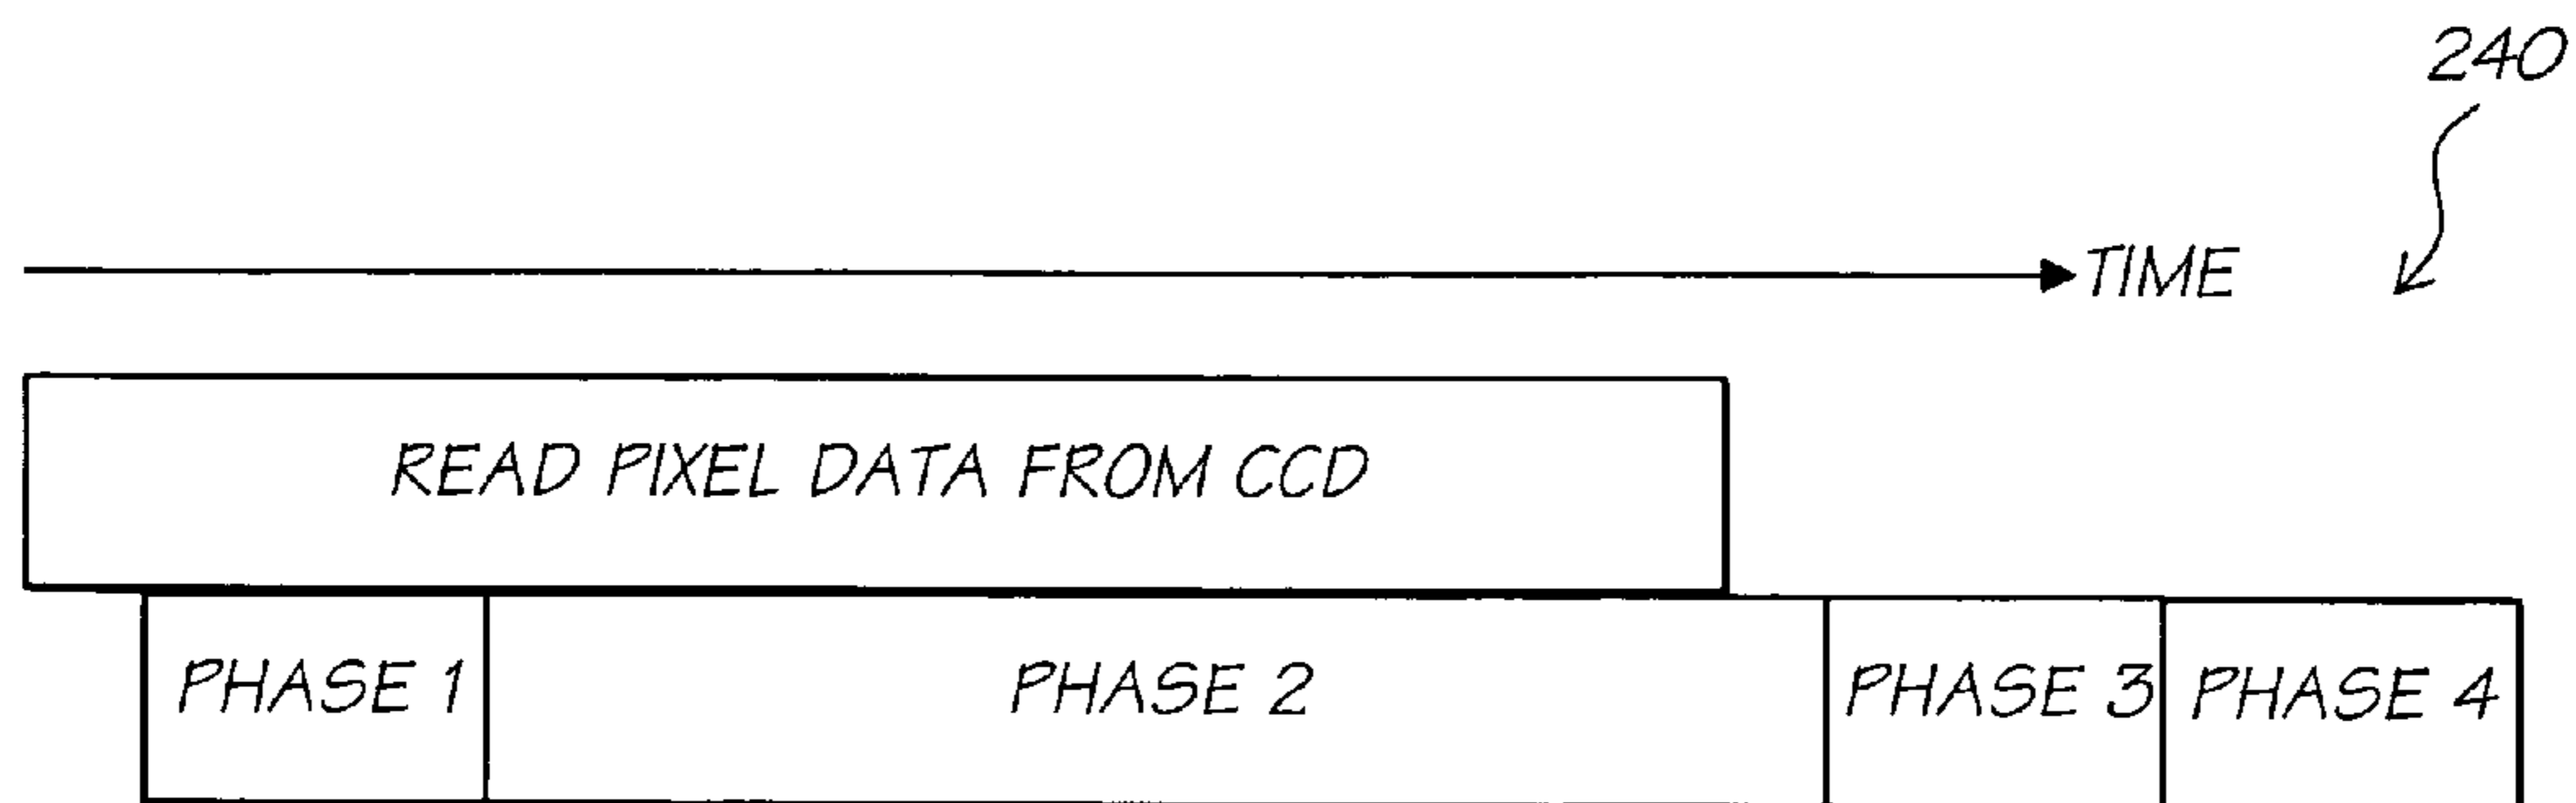 240
TIME
READ PIXEL DATA FROM CCD
PHASE 1 PHASE 2 PHASE 3 PHASE 4